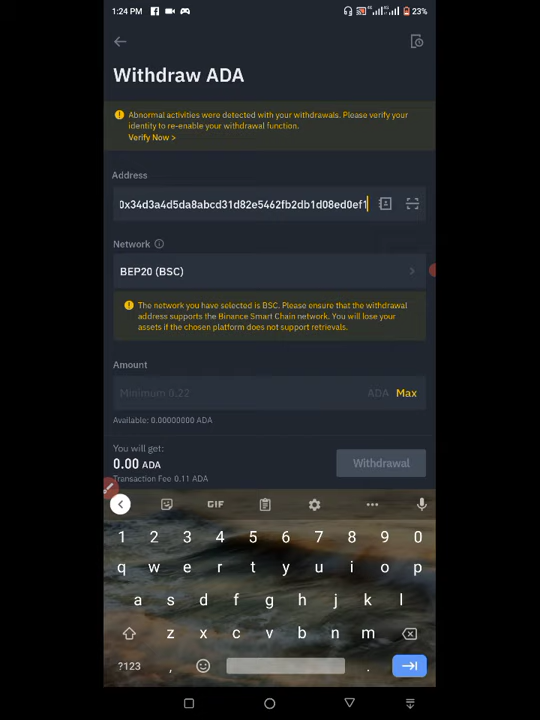 1:24 PM 23%
Withdraw ADA
Abnormal activities were detected with your withdrawals. Please verify your
identity to re-enable your withdrawal function.
Verify Now >
Address
0x34d3a4d5da8abcd31d82e5462fb2db1d08ed0ef1
Network
BEP20 (BSC)
The network you have selected is BSC. Please ensure that the withdrawal
address supports the Binance Smart Chain network. You will lose your
assets if the chosen platform does not support retrievals.
Amount
Minimum 0.22 ADA Max
Available: 0.00000000 ADA
You will get:
0.00 ADA
Withdrawal
Transaction Fee 0.11 ADA
GIF
1 2 3 4 5 6 7 8 9 0
q w e r t y u i o p
a s d f g h j k l
z x c v b n m
?123 , .